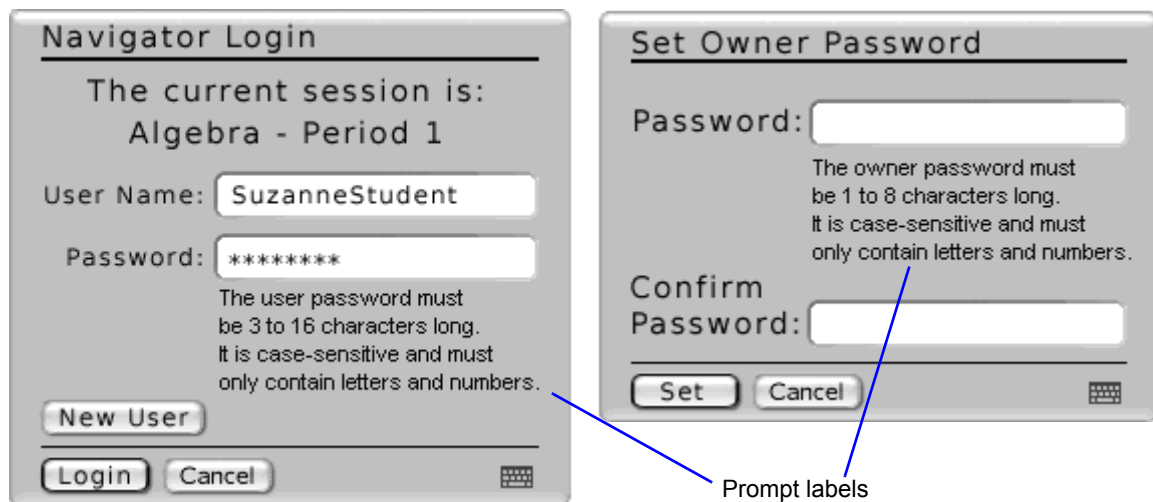 Navigator Login
The current session is:
Algebra - Period 1
User Name: SuzanneStudent
Password: ********
The user password must
be 3 to 16 characters long.
It is case-sensitive and must
only contain letters and numbers.
New User
Login Cancel
Set Owner Password
Password:
The owner password must
be 1 to 8 characters long.
It is case-sensitive and must
only contain letters and numbers.
Confirm
Password:
Set Cancel
Prompt labels